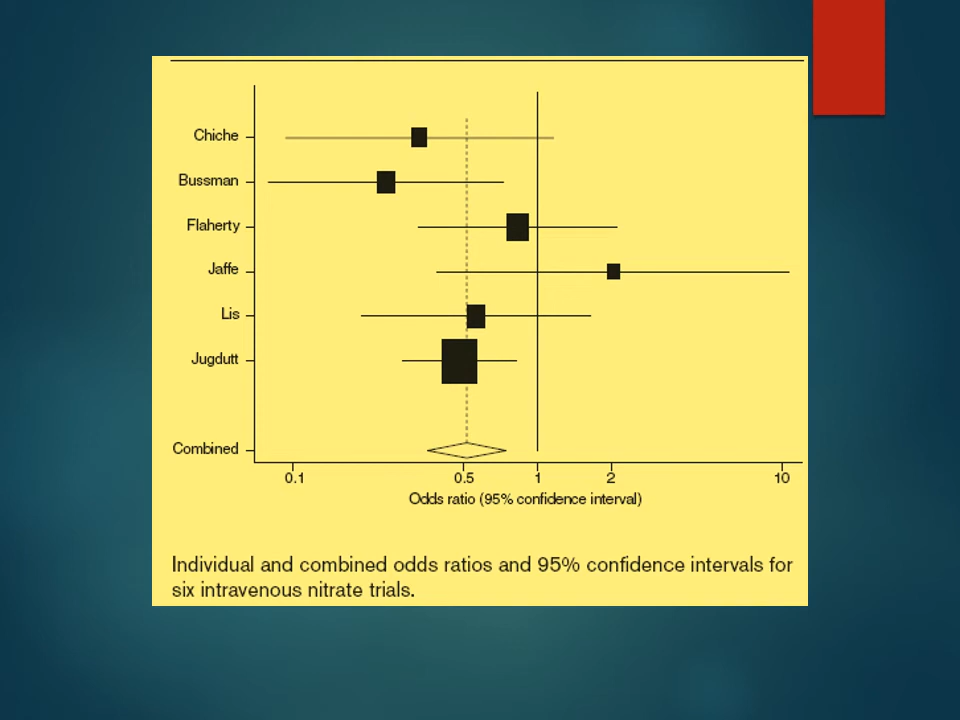 Chiche
Bussman
Flaherty
Jaffe
Lis
Jugdutt
Combined
0.1 0.5 1 2 10
Odds ratio (95% confidence interval)
Individual and combined odds ratios and 95% confidence intervals for
six intravenous nitrate trials.